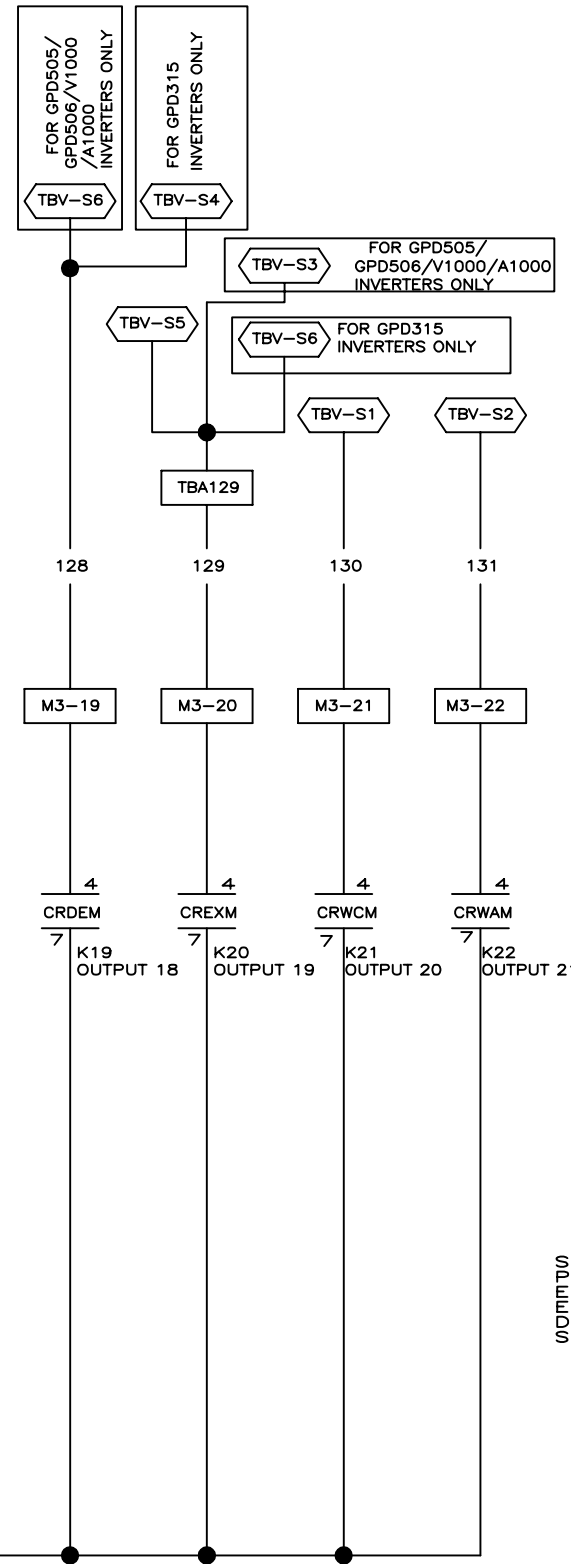 FOR GPD505/
GPD506/V1000
/A1000
INVERTERS ONLY
TBV-S6
FOR GPD315
INVERTERS ONLY
TBV-S4
TBV-S3
FOR GPD505/
GPD506/V1000/A1000
INVERTERS ONLY
TBV-S5
TBV-S6
FOR GPD315
INVERTERS ONLY
TBV-S1
TBV-S2
TBA129
128
129
130
131
M3-19
M3-20
M3-21
M3-22
4
CRDEM
7
K19
OUTPUT 18
4
CREXM
7
K20
OUTPUT 19
4
CRWCM
7
K21
OUTPUT 20
4
CRWAM
7
K22
OUTPUT 21
SPEEDS